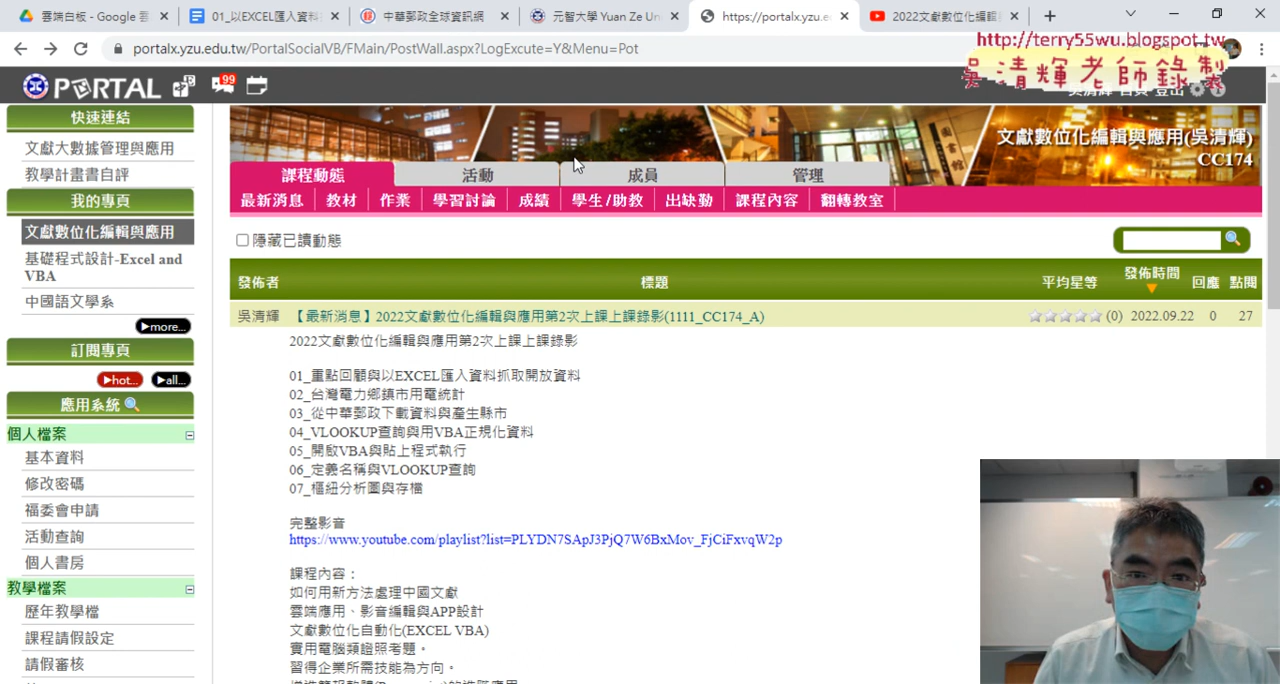 雲端白板 - Google 雲
01_以EXCEL匯入資料
中華郵政全球資訊網
元智大學 Yuan Ze Un
https://portalx.yzu.e
2022文獻數位化編輯
portalx.yzu.edu.tw/PortalSocialVB/FMain/PostWall.aspx?LogExcute=Y&Menu=Pot
http://terry55wu.blogspot.tw
吳清輝老師錄製
PORTAL
99
吳清輝 首頁 登出
快速連結
文獻大數據管理與應用
教學計畫書自評
我的專頁
文獻數位化編輯與應用
基礎程式設計-Excel and
VBA
中國語文學系
▶more...
訂閱專頁
▶hot...
▶all...
應用系統
個人檔案
基本資料
修改密碼
福委會申請
活動查詢
個人書房
教學檔案
歷年教學檔
課程請假設定
請假審核
文獻數位化編輯與應用(吳清輝)
CC174
課程動態
活動
成員
管理
最新消息
教材
作業
學習討論
成績
學生/助教
出缺勤
課程內容
翻轉教室
隱藏已讀動態
發佈者
標題
平均星等
發佈時間
回應
點閱
吳清輝
【最新消息】2022文獻數位化編輯與應用第2次上課上課錄影(1111_CC174_A)
(0)
2022.09.22
0
27
2022文獻數位化編輯與應用第2次上課上課錄影
01_重點回顧與以EXCEL匯入資料抓取開放資料
02_台灣電力鄉鎮市用電統計
03_從中華郵政下載資料與產生縣市
04_VLOOKUP查詢與用VBA正規化資料
05_開啟VBA與貼上程式執行
06_定義名稱與VLOOKUP查詢
07_樞紐分析圖與存檔
完整影音
https://www.youtube.com/playlist?list=PLYDN7SApJ3PjQ7W6BxMov_FjCiFxvqW2p
課程內容：
如何用新方法處理中國文獻
雲端應用、影音編輯與APP設計
文獻數位化自動化(EXCEL VBA)
實用電腦類證照考題。
習得企業所需技能為方向。